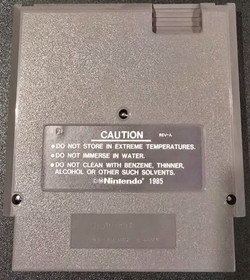 CAUTION
REV-A
•DO NOT STORE IN EXTREME TEMPERATURES.
•DO NOT IMMERSE IN WATER.
•DO NOT CLEAN WITH BENZENE, THINNER,
ALCOHOL OR OTHER SUCH SOLVENTS.
©®Nintendo® 1985